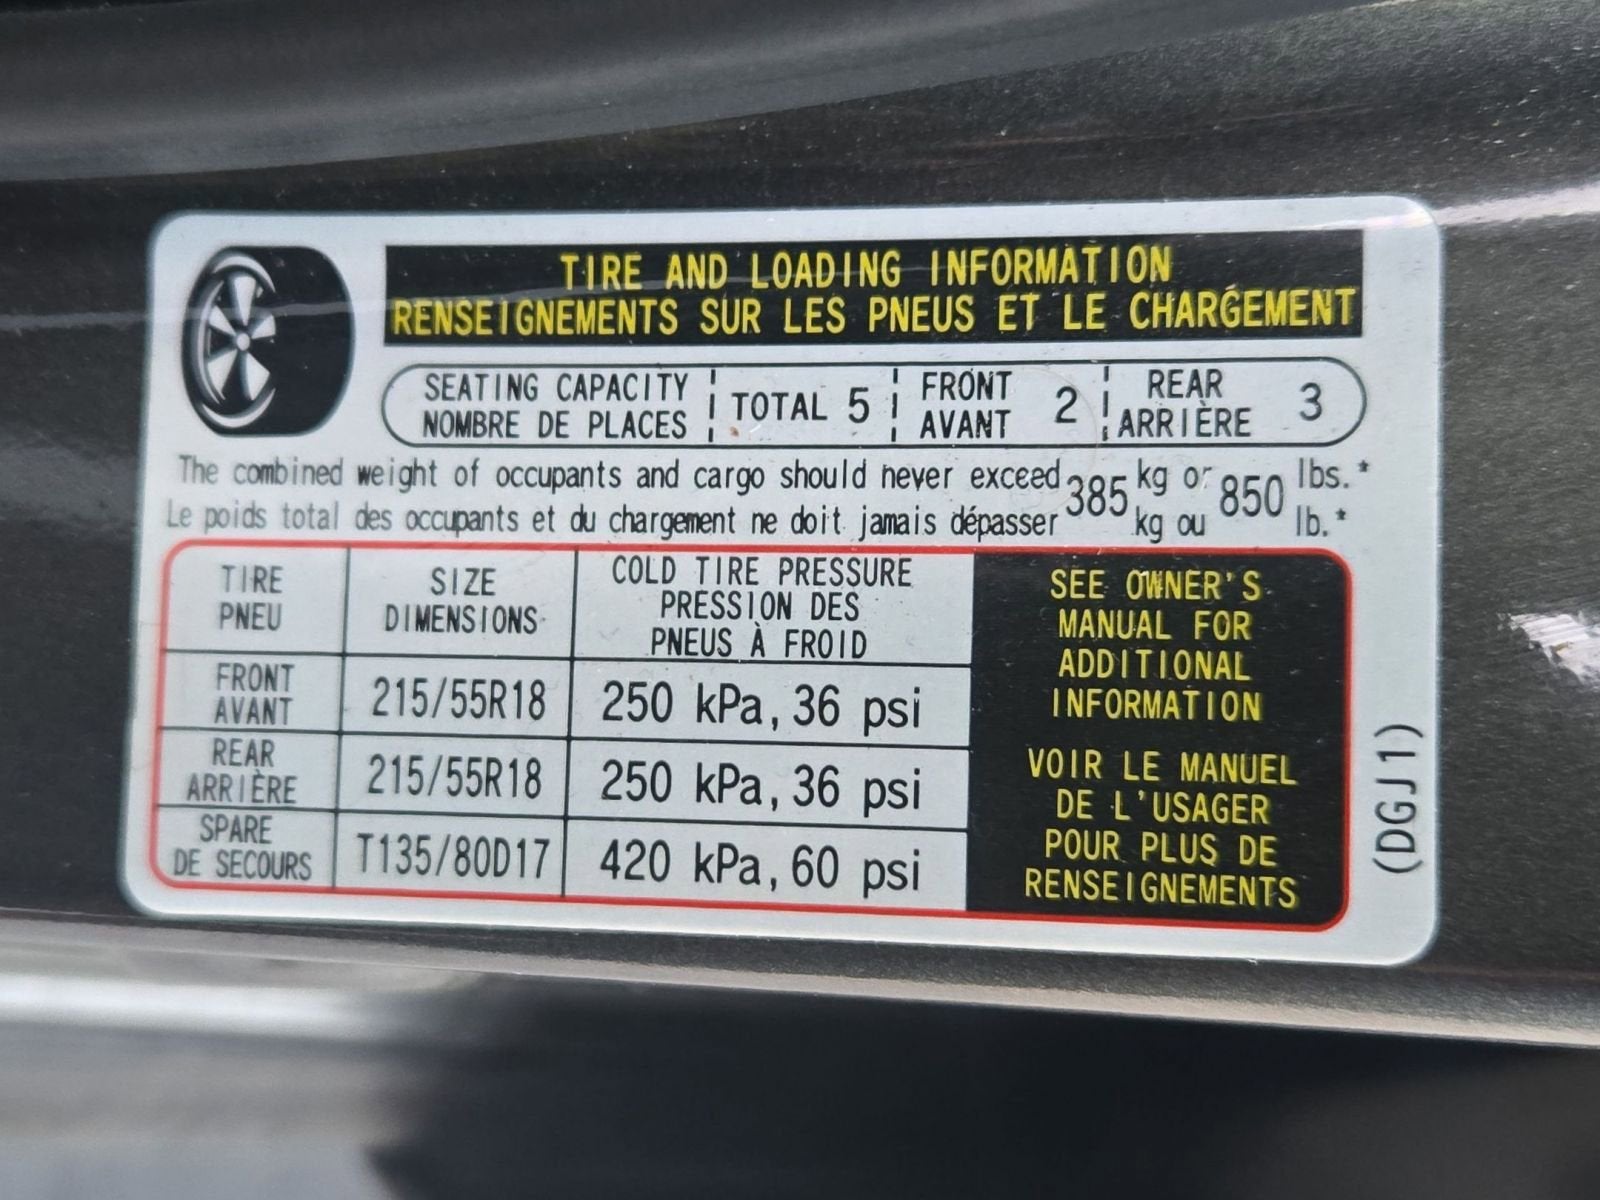 TIRE AND LOADING INFORMATION
RENSEIGNEMENTS SUR LES PNEUS ET LE CHARGEMENT
SEATING CAPACITY
NOMBRE DE PLACES
TOTAL 5
FRONT
AVANT
2
REAR
ARRIÈRE
3
The combined weight of occupants and cargo should never exceed 385 kg or 850 lbs.*
Le poids total des occupants et du chargement ne doit jamais dépasser kg ou lb.*
TIRE
PNEU
SIZE
DIMENSIONS
COLD TIRE PRESSURE
PRESSION DES
PNEUS À FROID
FRONT
AVANT
215/55R18
250 kPa, 36 psi
REAR
ARRIÈRE
215/55R18
250 kPa, 36 psi
SPARE
DE SECOURS
T135/80D17
420 kPa, 60 psi
SEE OWNER'S
MANUAL FOR
ADDITIONAL
INFORMATION
VOIR LE MANUEL
DE L'USAGER
POUR PLUS DE
RENSEIGNEMENTS
(DGJ1)